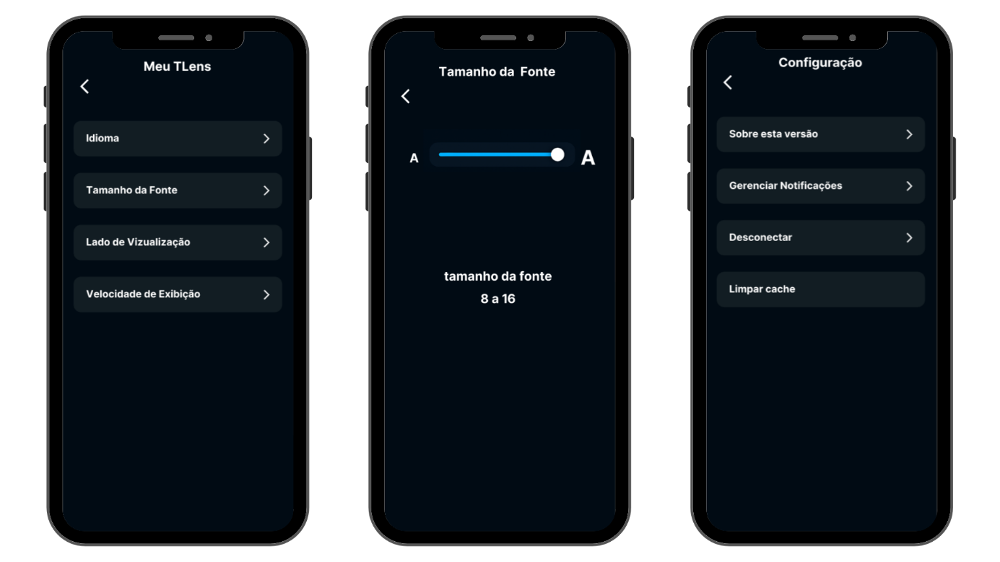 Meu TLens
Idioma
Tamanho da Fonte
Lado de Vizualização
Velocidade de Exibição
Tamanho da Fonte
A
A
tamanho da fonte
8 a 16
Configuração
Sobre esta versão
Gerenciar Notificações
Desconectar
Limpar cache